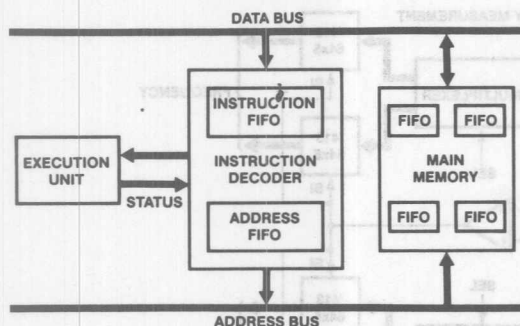 DATA BUS
INSTRUCTION
FIFO
INSTRUCTION
DECODER
ADDRESS
FIFO
EXECUTION
UNIT
STATUS
FIFO FIFO
MAIN
MEMORY
FIFO FIFO
ADDRESS BUS